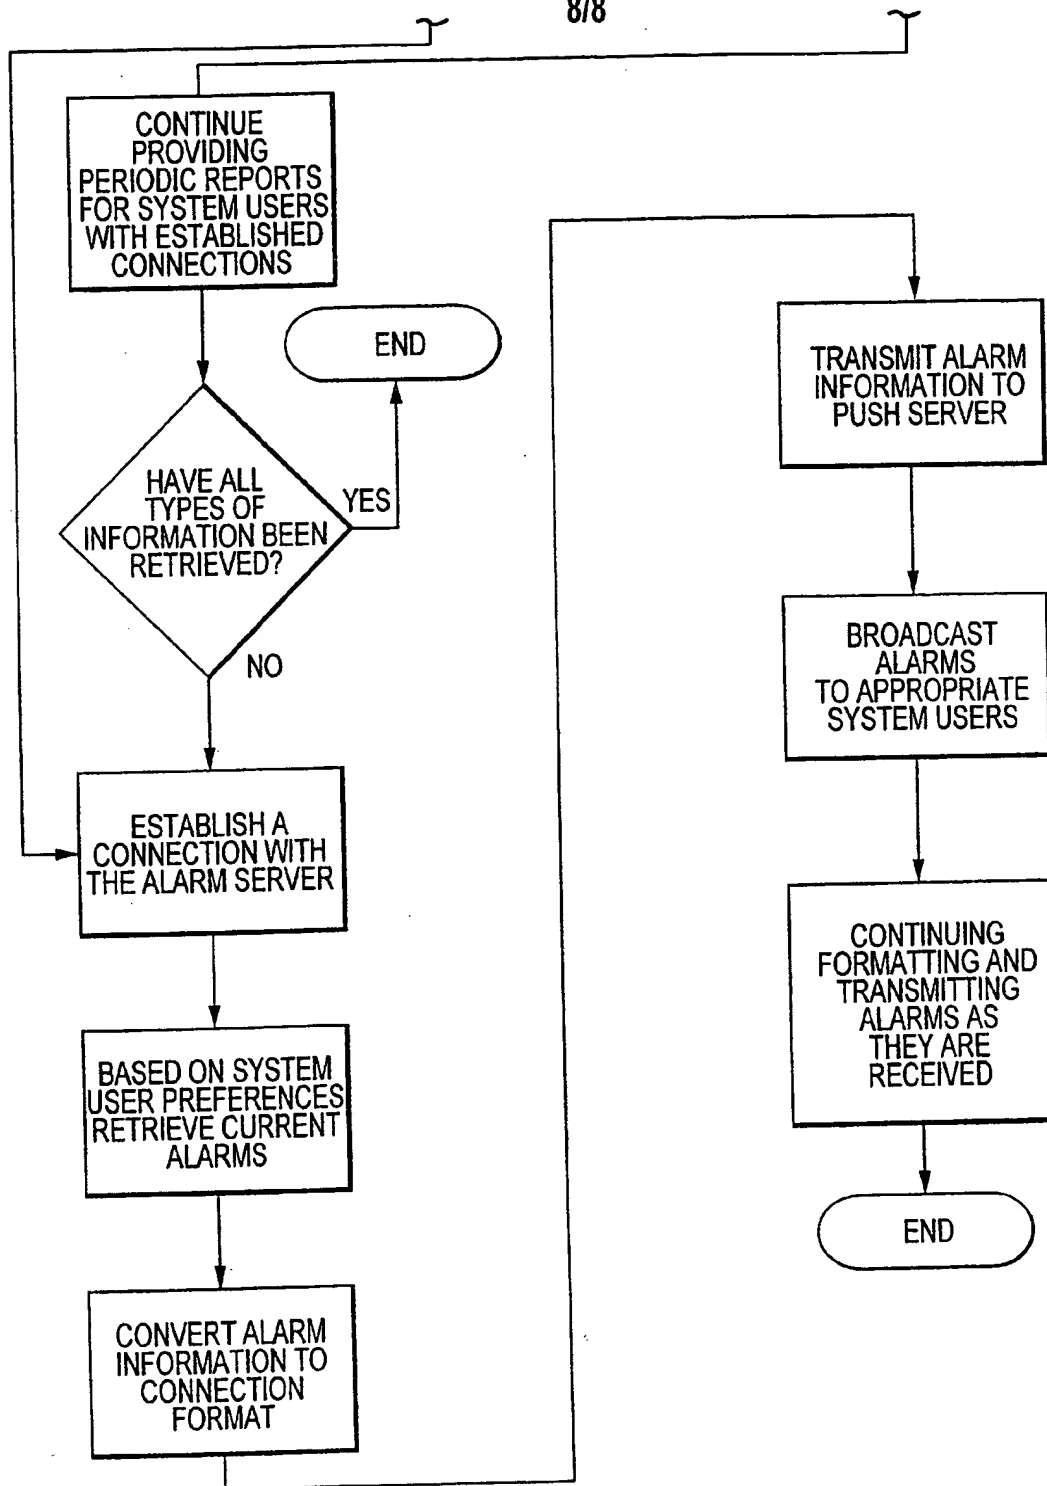 8/8
CONTINUE
PROVIDING
PERIODIC REPORTS
FOR SYSTEM USERS
WITH ESTABLISHED
CONNECTIONS
END
HAVE ALL
TYPES OF
INFORMATION BEEN
RETRIEVED?
YES
NO
ESTABLISH A
CONNECTION WITH
THE ALARM SERVER
BASED ON SYSTEM
USER PREFERENCES
RETRIEVE CURRENT
ALARMS
CONVERT ALARM
INFORMATION TO
CONNECTION
FORMAT
TRANSMIT ALARM
INFORMATION TO
PUSH SERVER
BROADCAST
ALARMS
TO APPROPRIATE
SYSTEM USERS
CONTINUING
FORMATTING AND
TRANSMITTING
ALARMS AS
THEY ARE
RECEIVED
END